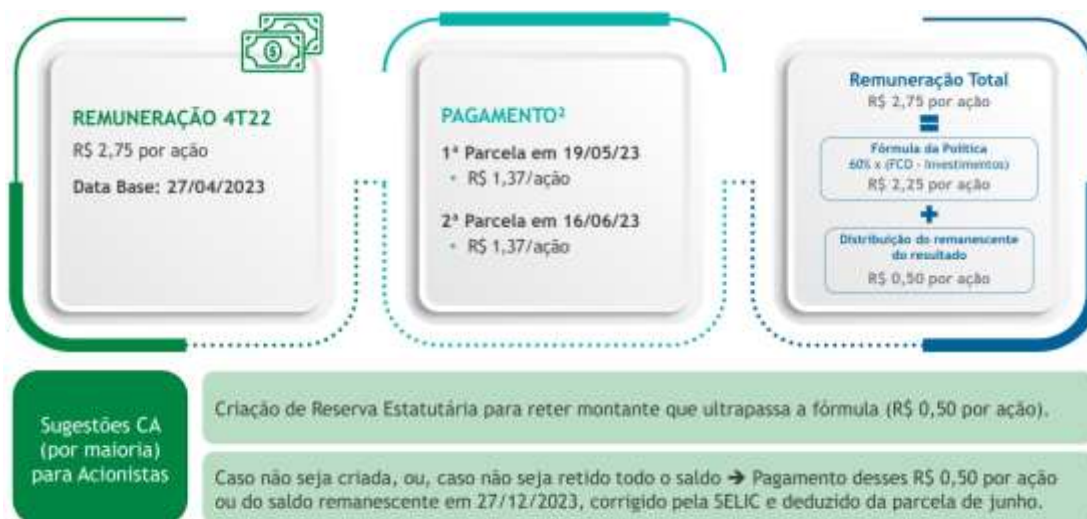 REMUNERAÇÃO 4T22
R$ 2,75 por ação
Data Base: 27/04/2023
PAGAMENTO²
1ª Parcela em 19/05/23
• R$ 1,37/ação
2ª Parcela em 16/06/23
• R$ 1,37/ação
Remuneração Total
R$ 2,75 por ação
=
Fórmula da Política
60% x (FCO - Investimentos)
R$ 2,25 por ação
+
Distribuição do remanescente
do resultado
R$ 0,50 por ação
Sugestões CA
(por maioria)
para Acionistas
Criação de Reserva Estatutária para reter montante que ultrapassa a fórmula (R$ 0,50 por ação).
Caso não seja criada, ou, caso não seja retido todo o saldo ➔ Pagamento desses R$ 0,50 por ação
ou do saldo remanescente em 27/12/2023, corrigido pela SELIC e deduzido da parcela de junho.